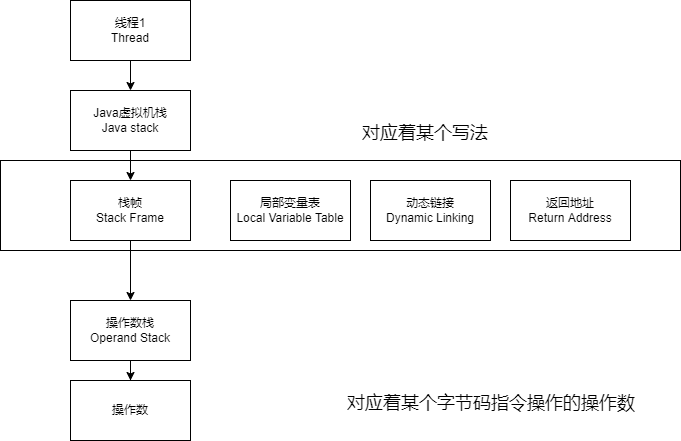 线程1
Thread
Java虚拟机栈
Java stack
对应着某个写法
栈帧
Stack Frame
局部变量表
Local Variable Table
动态链接
Dynamic Linking
返回地址
Return Address
操作数栈
Operand Stack
操作数
对应着某个字节码指令操作的操作数